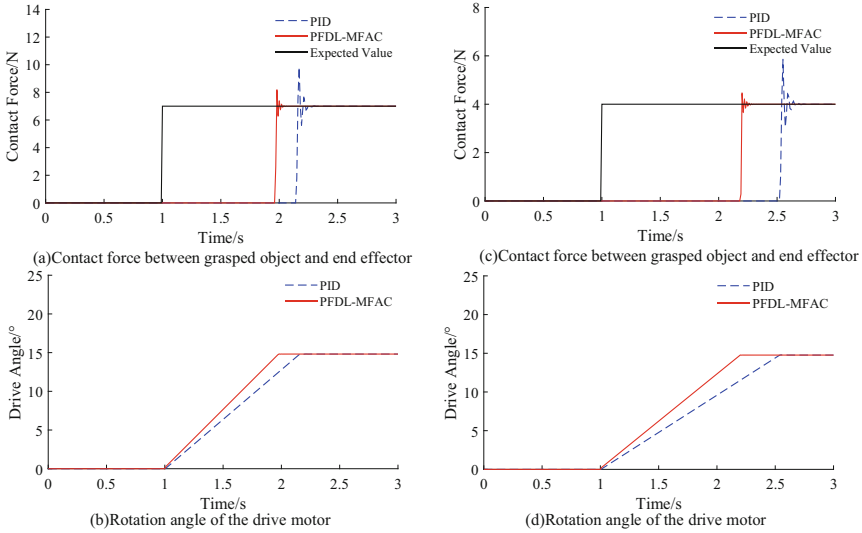 14
12
10
8
6
4
2
0
Contact Force/N
PID
PFDL-MFAC
Expected Value
0 0.5 1 1.5 2 2.5 3
Time/s
(a)Contact force between grasped object and end effector
8
6
4
2
0
Contact Force/N
PID
PFDL-MFAC
Expected Value
0 0.5 1 1.5 2 2.5 3
Time/s
(c)Contact force between grasped object and end effector
25
20
15
10
5
0
Drive Angle/°
PID
PFDL-MFAC
0 0.5 1 1.5 2 2.5 3
Time/s
(b)Rotation angle of the drive motor
25
20
15
10
5
0
Drive Angle/°
PID
PFDL-MFAC
0 0.5 1 1.5 2 2.5 3
Time/s
(d)Rotation angle of the drive motor